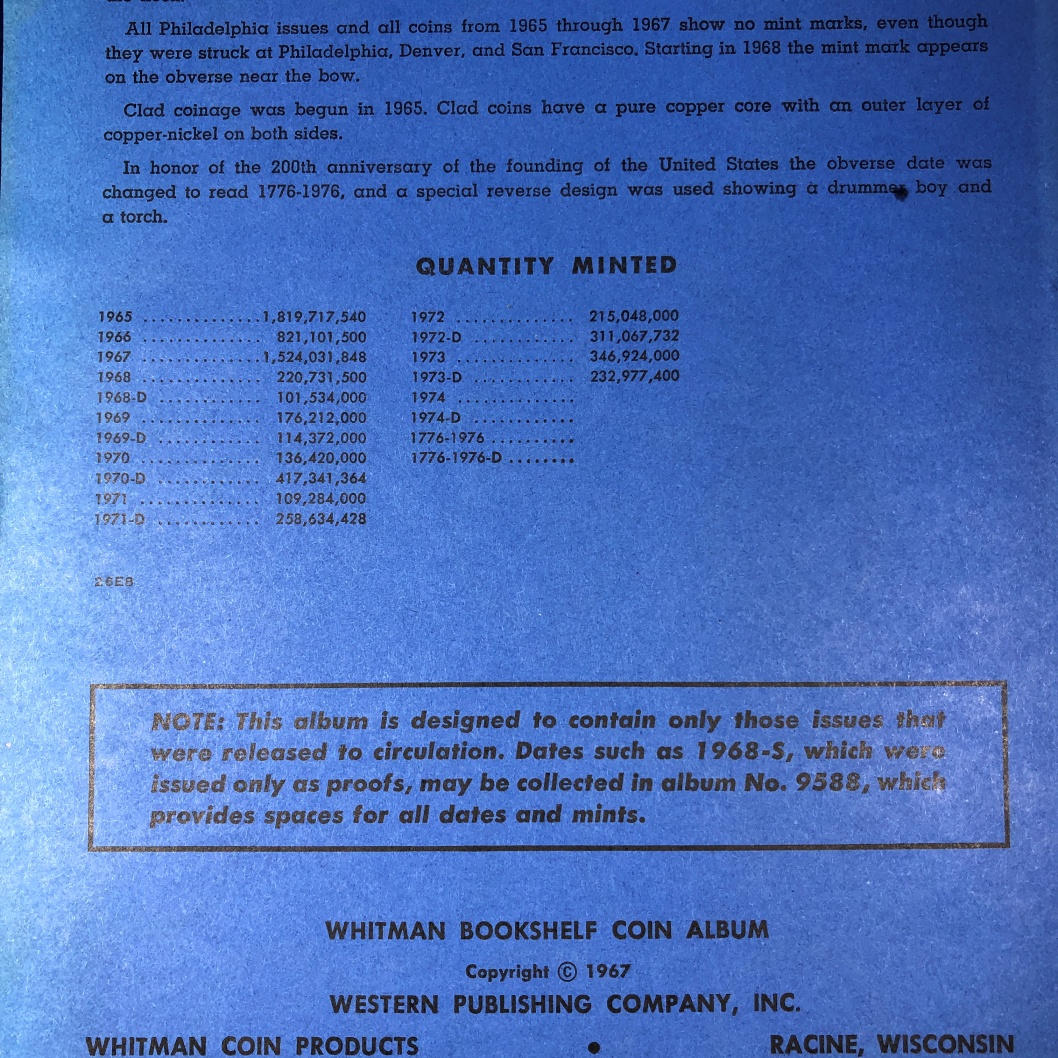 All Philadelphia issues and all coins from 1965 through 1967 show no mint marks, even though
they were struck at Philadelphia, Denver, and San Francisco. Starting in 1968 the mint mark appears
on the obverse near the bow.
Clad coinage was begun in 1965. Clad coins have a pure copper core with an outer layer of
copper-nickel on both sides.
In honor of the 200th anniversary of the founding of the United States the obverse date was
changed to read 1776-1976, and a special reverse design was used showing a drummer boy and
a torch.
QUANTITY MINTED
1965 ..............1,819,717,540
1966 .............. 821,101,500
1967 ..............1,524,031,848
1968 .............. 220,731,500
1968-D ............ 101,534,000
1969 .............. 176,212,000
1969-D ............ 114,372,000
1970 .............. 136,420,000
1970-D ............ 417,341,364
1971 .............. 109,284,000
1971-D ............ 258,634,428
1972 .............. 215,048,000
1972-D ............ 311,067,732
1973 .............. 346,924,000
1973-D ............ 232,977,400
1974 ..............
1974-D ............
1776-1976 ..........
1776-1976-D ........
26E8
NOTE: This album is designed to contain only those issues that
were released to circulation. Dates such as 1968-S, which were
issued only as proofs, may be collected in album No. 9588, which
provides spaces for all dates and mints.
WHITMAN BOOKSHELF COIN ALBUM
Copyright © 1967
WESTERN PUBLISHING COMPANY, INC.
WHITMAN COIN PRODUCTS • RACINE, WISCONSIN